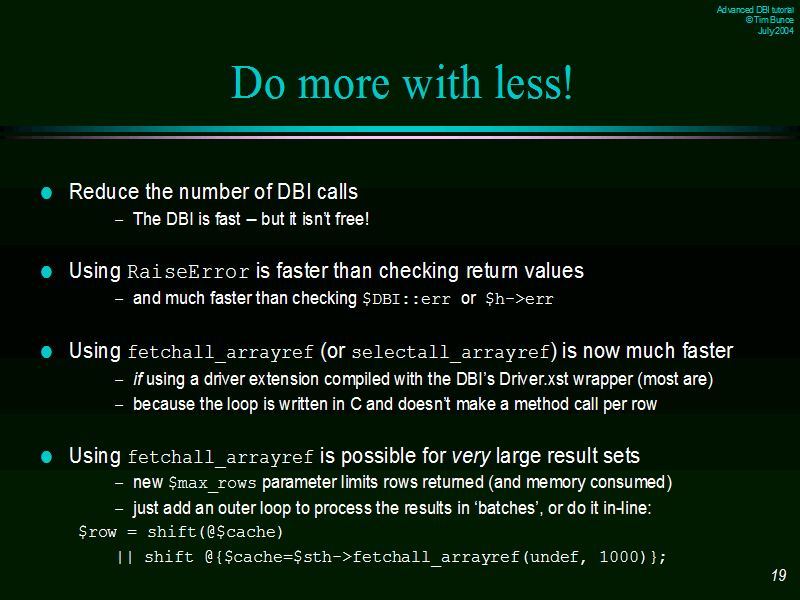 Advanced DBI tutorial
© Tim Bunce
July 2004
Do more with less!
Reduce the number of DBI calls
– The DBI is fast – but it isn’t free!
Using RaiseError is faster than checking return values
– and much faster than checking $DBI::err or $h->err
Using fetchall_arrayref (or selectall_arrayref) is now much faster
– if using a driver extension compiled with the DBI’s Driver.xst wrapper (most are)
– because the loop is written in C and doesn’t make a method call per row
Using fetchall_arrayref is possible for very large result sets
– new $max_rows parameter limits rows returned (and memory consumed)
– just add an outer loop to process the results in ‘batches’, or do it in-line:
$row = shift(@$cache)
|| shift @{$cache=$sth->fetchall_arrayref(undef, 1000)};
19